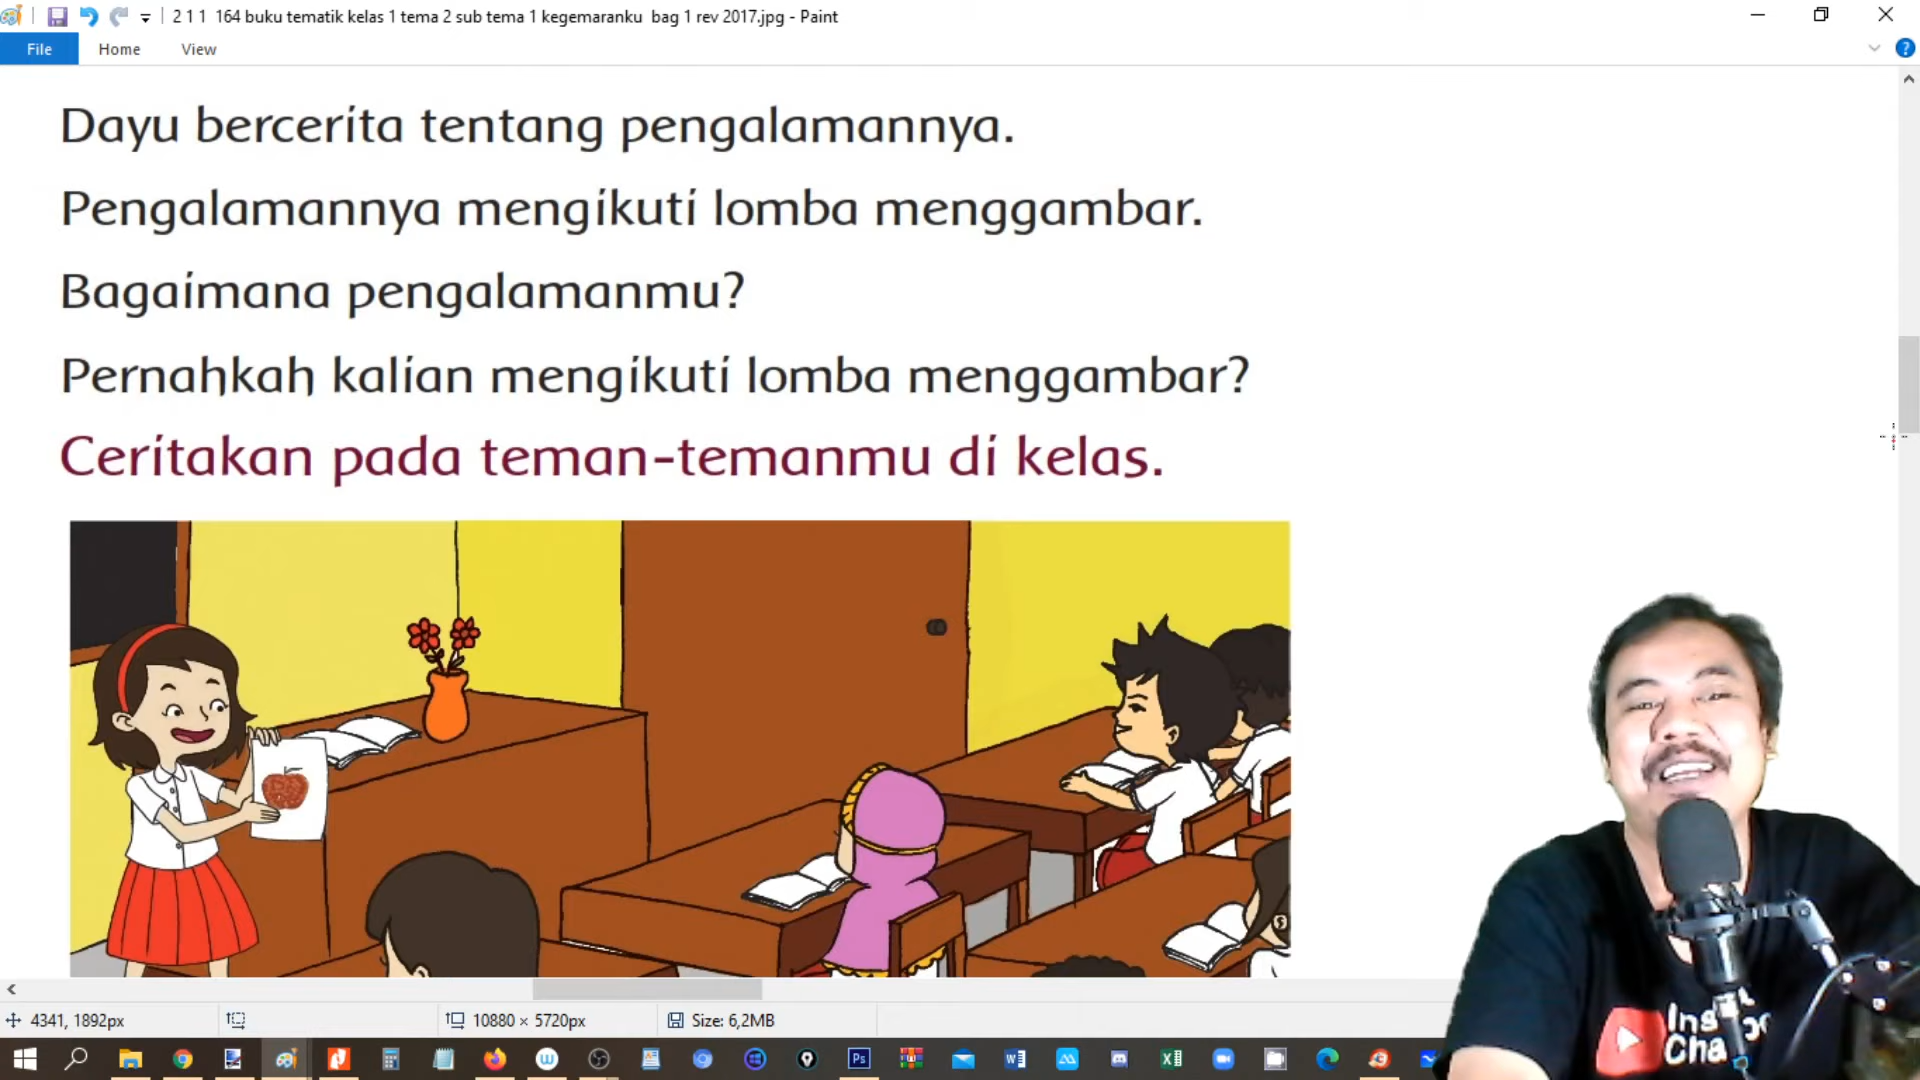 2 1 1 164 buku tematik kelas 1 tema 2 sub tema 1 kegemaranku bag 1 rev 2017.jpg - Paint
File Home View
Dayu bercerita tentang pengalamannya.
Pengalamannya mengikuti lomba menggambar.
Bagaimana pengalamanmu?
Pernahkah kalian mengikuti lomba menggambar?
Ceritakan pada teman-temanmu di kelas.
4341, 1892px 10880 × 5720px Size: 6,2MB